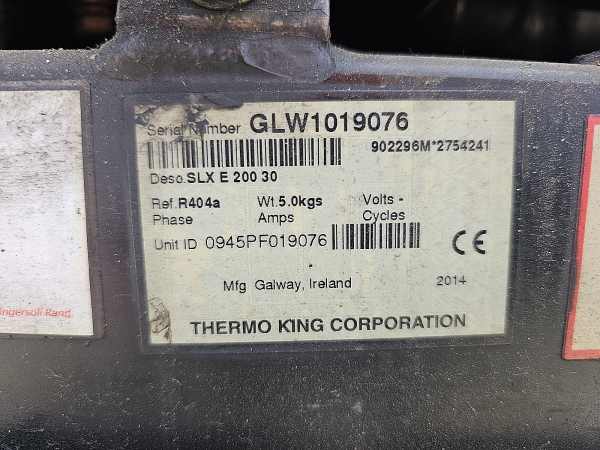 Serial Number GLW1019076
902296M*2754241
Desc.SLX E 200 30
Ref.R404a Wt.5.0kgs Volts -
Phase Amps Cycles
Unit ID 0945PF019076
CE
Mfg Galway, Ireland 2014
THERMO KING CORPORATION
Ingersoll Rand